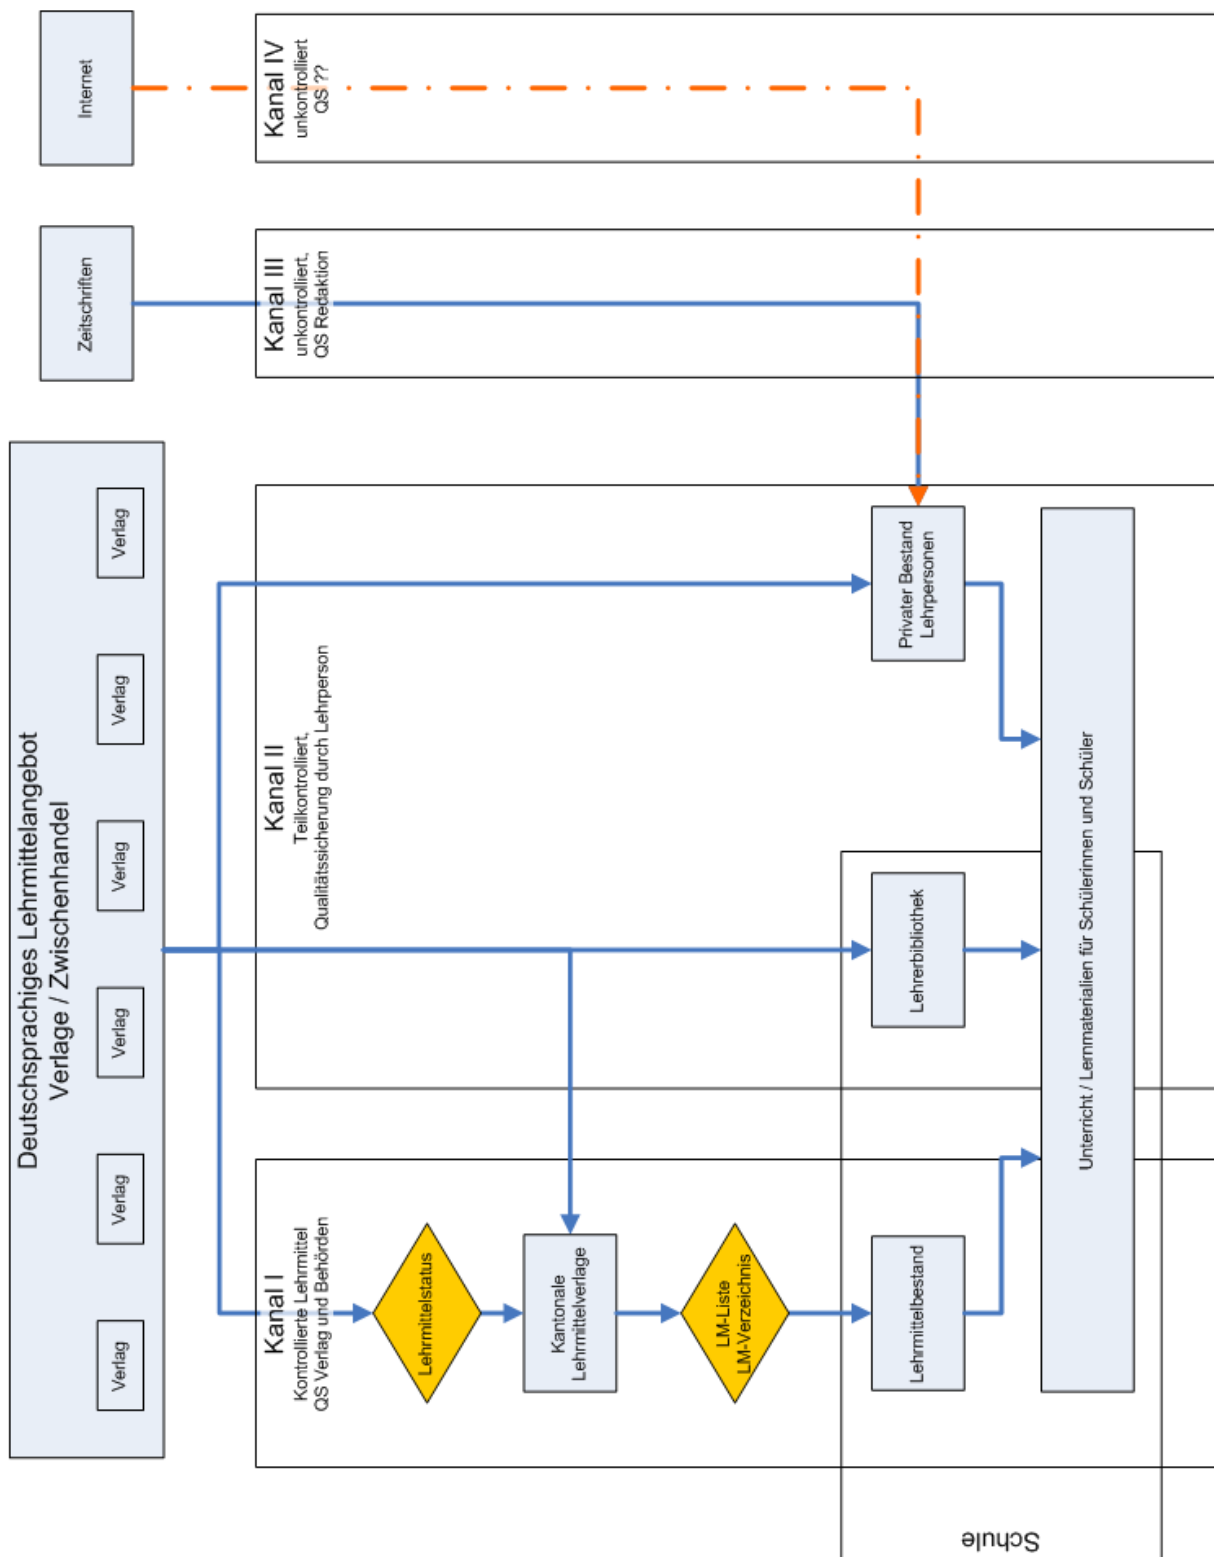 Deutschsprachiges Lehrmittelangebot
Verlage / Zwischenhandel
Verlag
Verlag
Verlag
Verlag
Verlag
Verlag
Zeitschriften
Internet
Kanal I
Kontrollierte Lehrmittel
QS Verlag und Behörden
Kanal II
Teilkontrolliert,
Qualitätssicherung durch Lehrperson
Kanal III
unkontrolliert,
QS Redaktion
Kanal IV
unkontrolliert
QS ??
Lehrmittelstatus
Kantonale
Lehrmittelverlage
LM-Liste
LM-Verzeichnis
Schule
Lehrmittelbestand
Lehrerbibliothek
Privater Bestand
Lehrpersonen
Unterricht / Lernmaterialien für Schülerinnen und Schüler